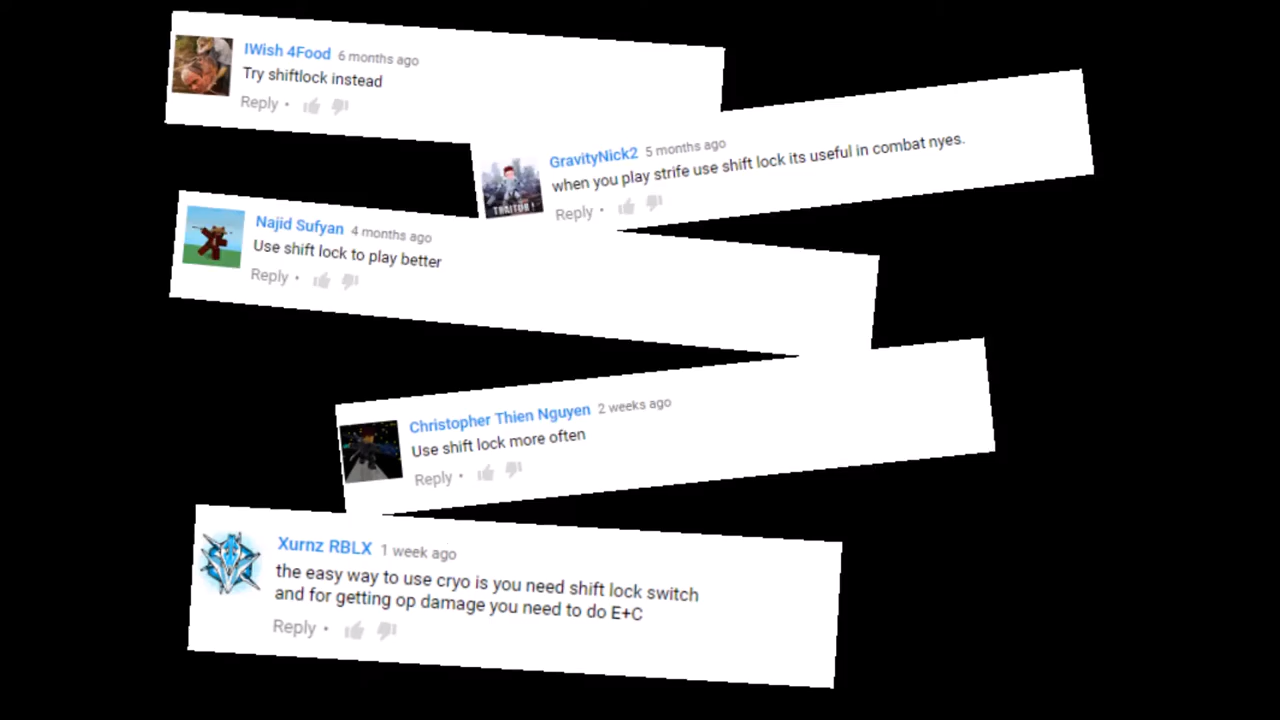 IWish 4Food 6 months ago
Try shiftlock instead
Reply •
GravityNick2 5 months ago
when you play strife use shift lock its useful in combat nyes.
TRAITOR!
Reply •
Najid Sufyan 4 months ago
Use shift lock to play better
Reply •
Christopher Thien Nguyen 2 weeks ago
Use shift lock more often
Reply •
Xurnz RBLX 1 week ago
the easy way to use cryo is you need shift lock switch
and for getting op damage you need to do E+C
Reply •